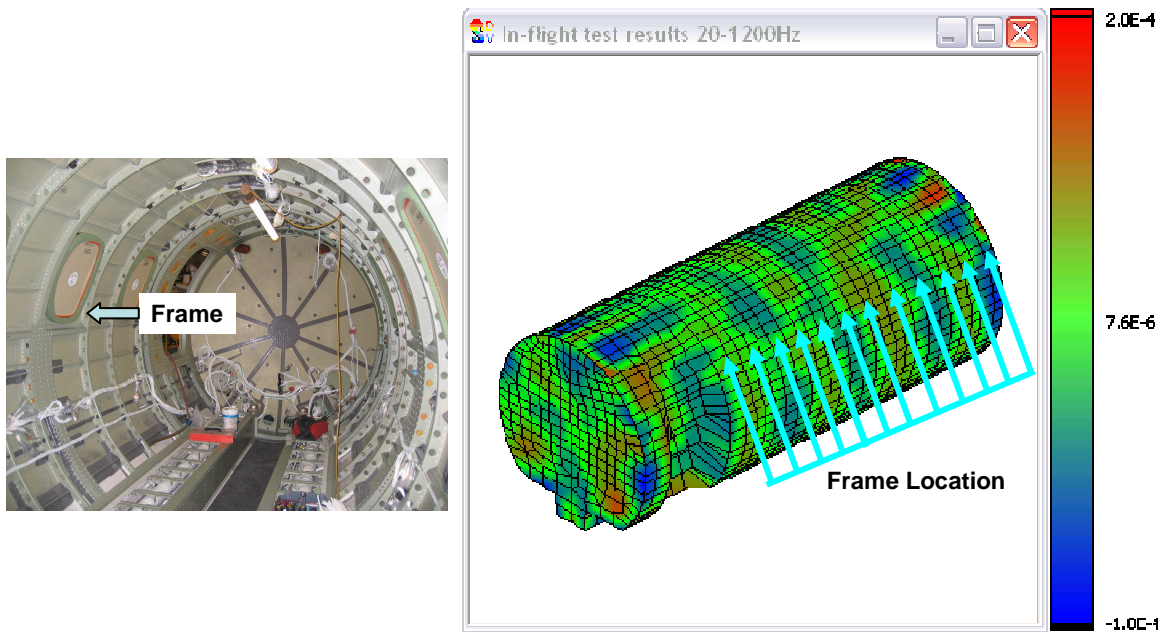 In-flight test results 20-1200Hz
2.0E-4
Frame
7.6E-6
Frame Location